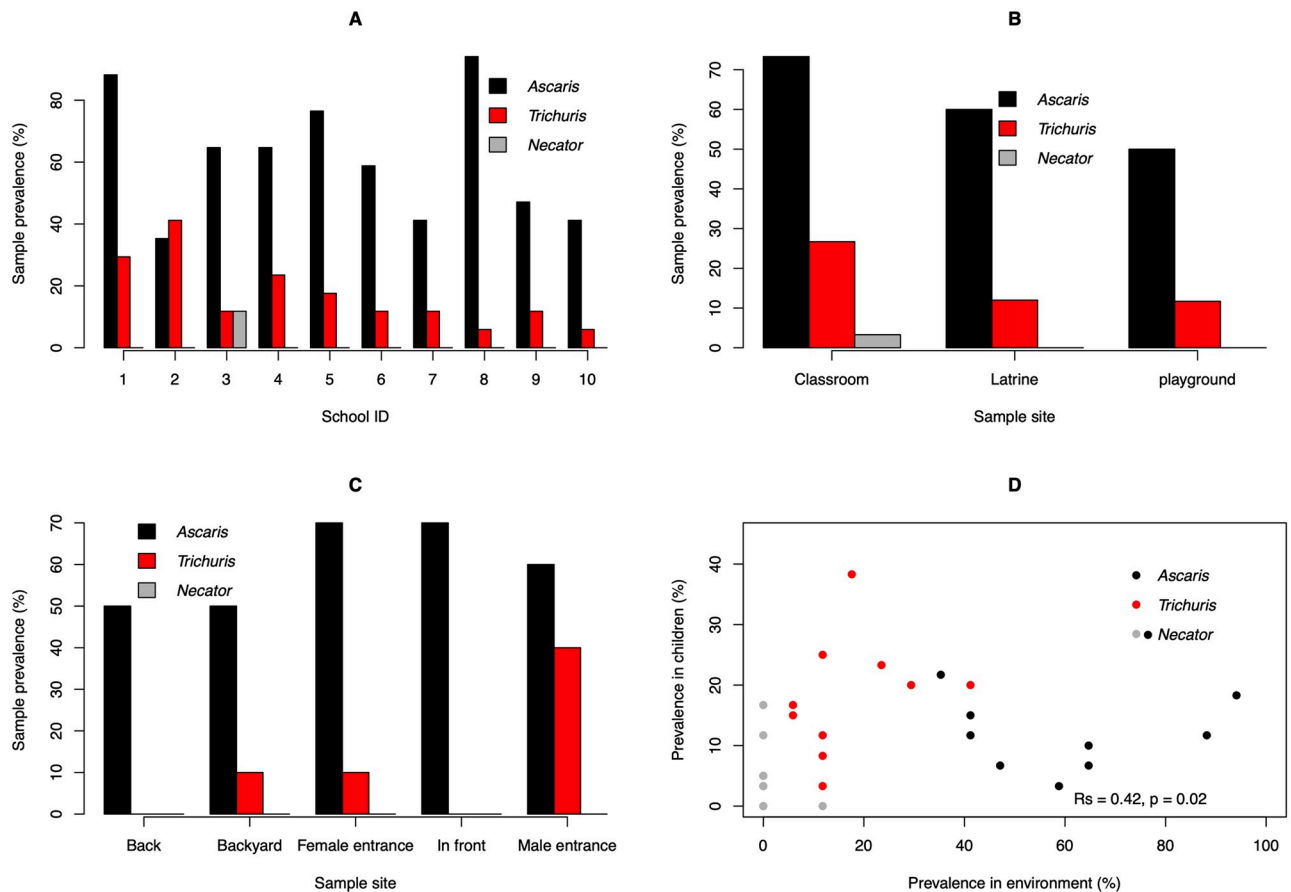 A
Sample prevalence (%)
0
20
40
60
80
Ascaris
Trichuris
Necator
1 2 3 4 5 6 7 8 9 10
School ID
B
Sample prevalence (%)
0
10
20
30
40
50
60
70
Ascaris
Trichuris
Necator
Classroom Latrine playground
Sample site
C
Sample prevalence (%)
0
10
20
30
40
50
60
70
Ascaris
Trichuris
Necator
Back Backyard Female entrance In front Male entrance
Sample site
D
Prevalence in children (%)
0
10
20
30
40
Ascaris
Trichuris
Necator
Rs = 0.42, p = 0.02
0 20 40 60 80 100
Prevalence in environment (%)